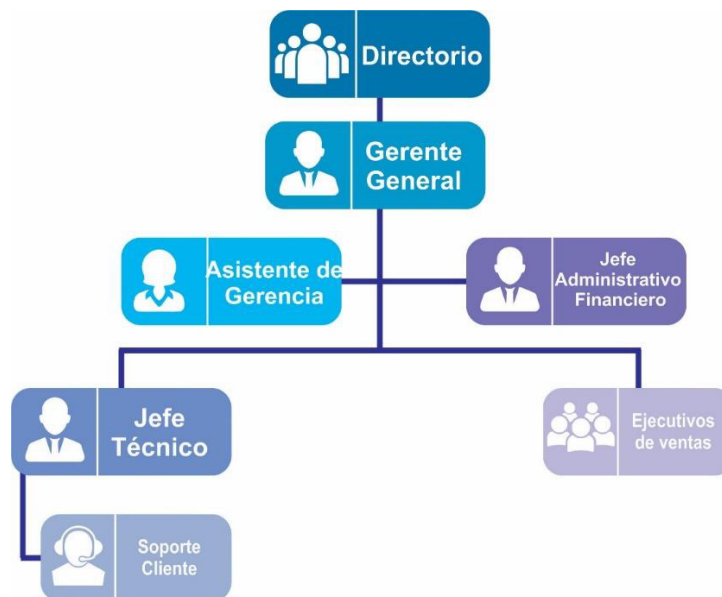 Directorio
Gerente
General
Asistente de
Gerencia
Jefe
Administrativo
Financiero
Jefe
Técnico
Ejecutivos
de ventas
Soporte
Cliente